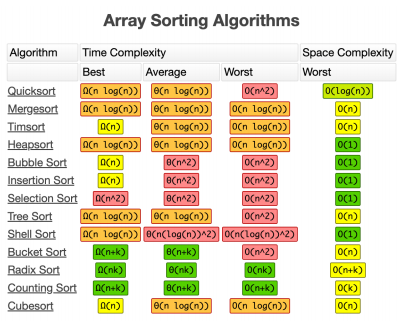 Array Sorting Algorithms
Algorithm Time Complexity Space Complexity
Best Average Worst Worst
Quicksort Ω(n log(n)) Θ(n log(n)) O(n^2) O(log(n))
Mergesort Ω(n log(n)) Θ(n log(n)) O(n log(n)) O(n)
Timsort Ω(n) Θ(n log(n)) O(n log(n)) O(n)
Heapsort Ω(n log(n)) Θ(n log(n)) O(n log(n)) O(1)
Bubble Sort Ω(n) Θ(n^2) O(n^2) O(1)
Insertion Sort Ω(n) Θ(n^2) O(n^2) O(1)
Selection Sort Ω(n^2) Θ(n^2) O(n^2) O(1)
Tree Sort Ω(n log(n)) Θ(n log(n)) O(n^2) O(n)
Shell Sort Ω(n log(n)) Θ(n(log(n))^2) O(n(log(n))^2) O(1)
Bucket Sort Ω(n+k) Θ(n+k) O(n^2) O(n)
Radix Sort Ω(nk) Θ(nk) O(nk) O(n+k)
Counting Sort Ω(n+k) Θ(n+k) O(n+k) O(k)
Cubesort Ω(n) Θ(n log(n)) O(n log(n)) O(n)